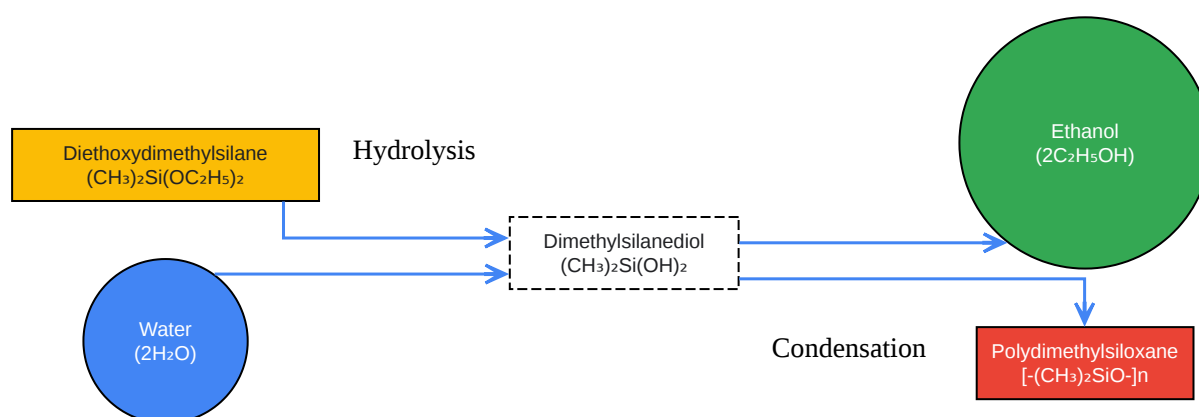 Diethoxydimethylsilane
(CH₃)₂Si(OC₂H₅)₂
Hydrolysis
Ethanol
(2C₂H₅OH)
Dimethylsilanediol
(CH₃)₂Si(OH)₂
Water
(2H₂O)
Condensation
Polydimethylsiloxane
[-(CH₃)₂SiO-]n